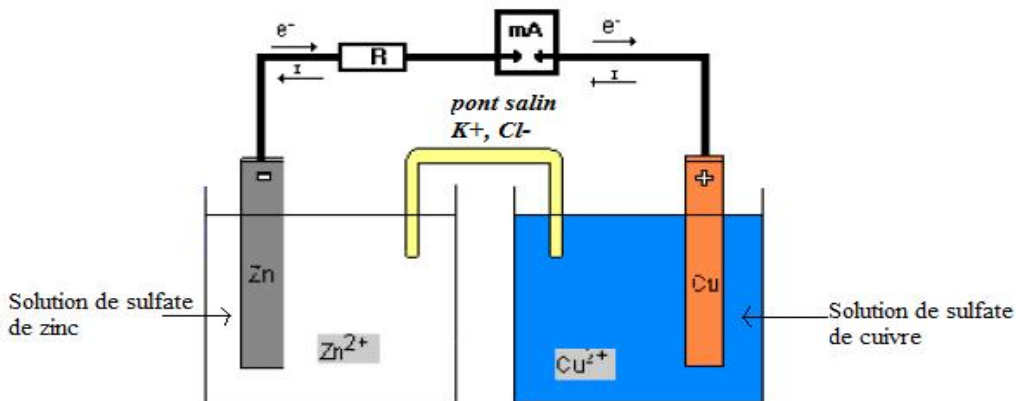 e⁻
I
R
mA
e⁻
I
pont salin
K+, Cl-
-
+
Zn
Cu
Solution de sulfate
de zinc
Solution de sulfate
de cuivre
Zn²⁺
Cu²⁺